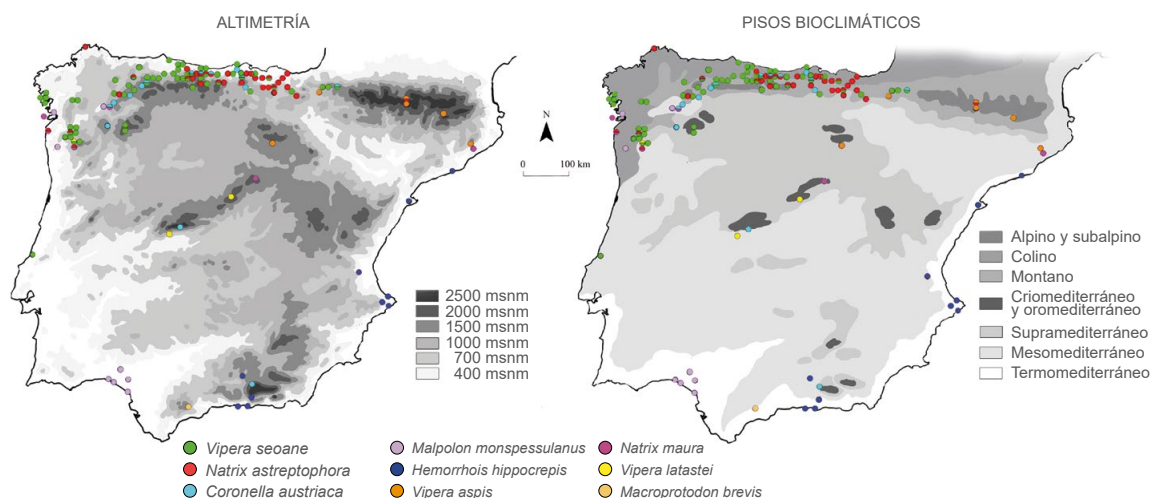 ALTIMETRÍA
PISOS BIOCLIMÁTICOS
N
0 100 km
2500 msnm
2000 msnm
1500 msnm
1000 msnm
700 msnm
400 msnm
Alpino y subalpino
Colino
Montano
Criomediterráneo
y oromediterráneo
Supramediterráneo
Mesomediterráneo
Termomediterráneo
Vipera seoane
Natrix astreptophora
Coronella austriaca
Malpolon monspessulanus
Hemorrhois hippocrepis
Vipera aspis
Natrix maura
Vipera latastei
Macroprotodon brevis